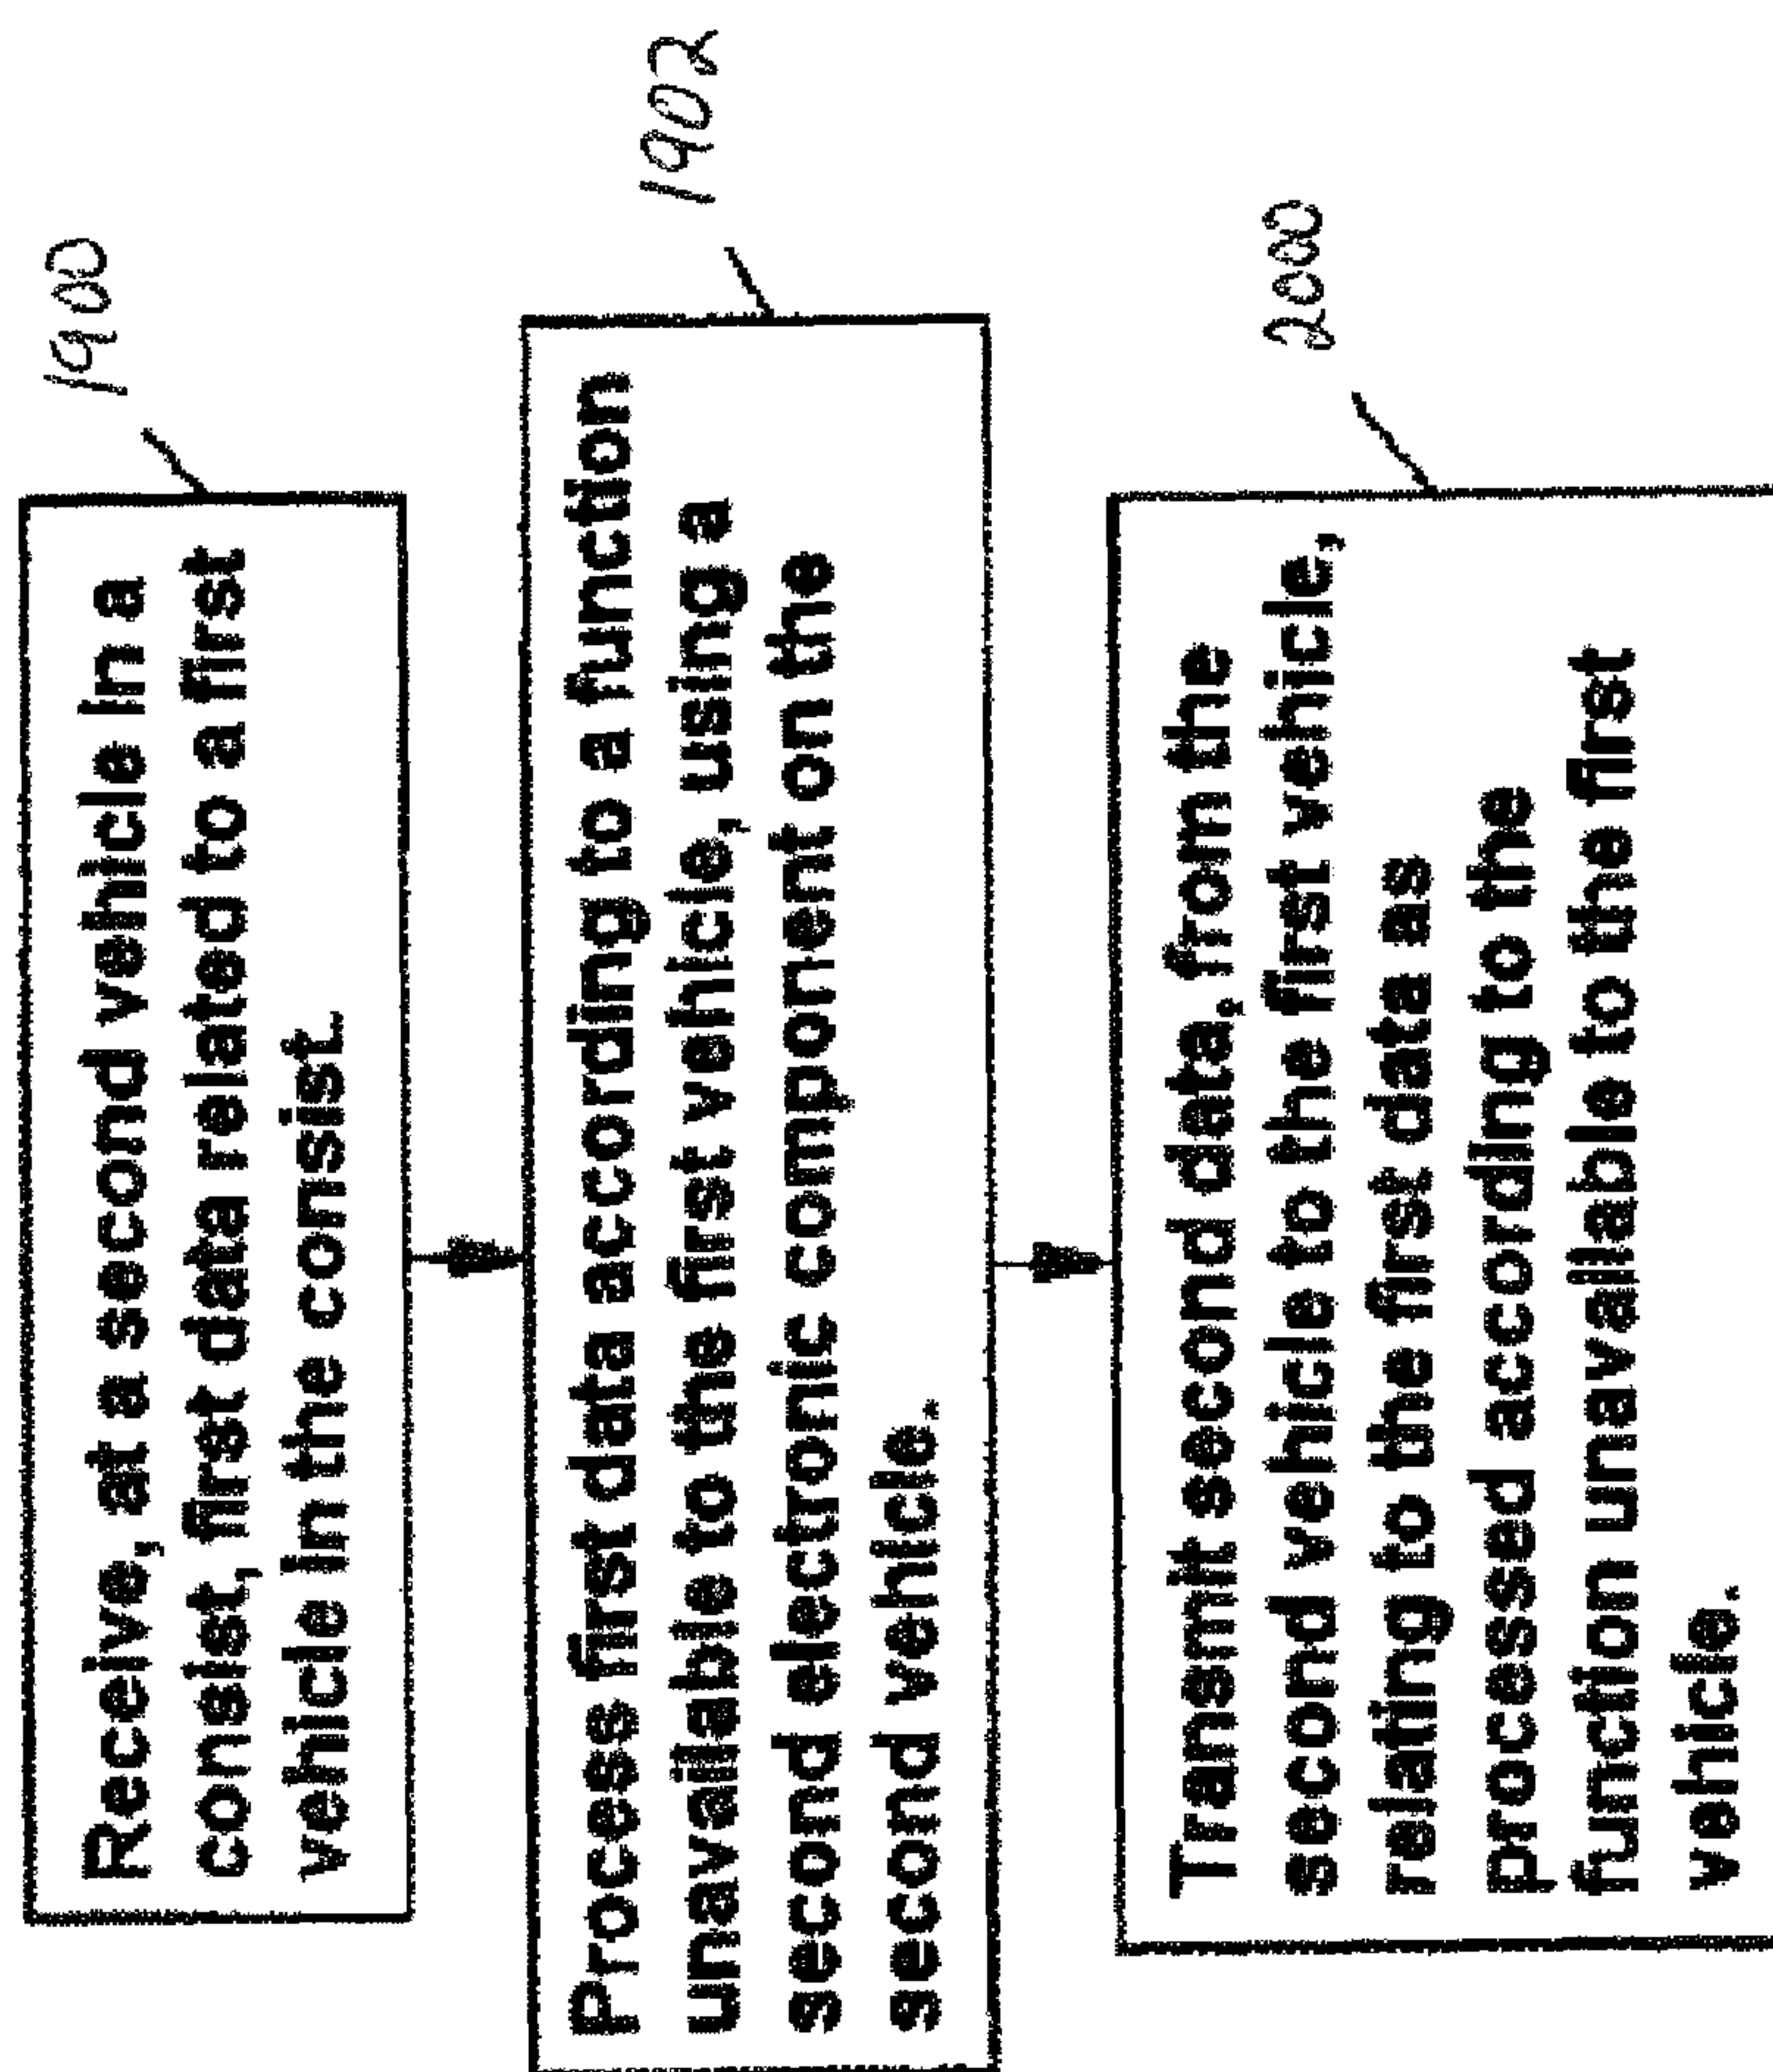 Receive, at a second vehicle in a
consist, first data related to a first
vehicle in the consist.
1900
Process first data according to a function
unavailable to the first vehicle, using a
second electronic component on the
second vehicle.
1902
Transmit second data, from the
second vehicle to the first vehicle,
relating to the first data as
processed according to the
function unavailable to the first
vehicle.
2000